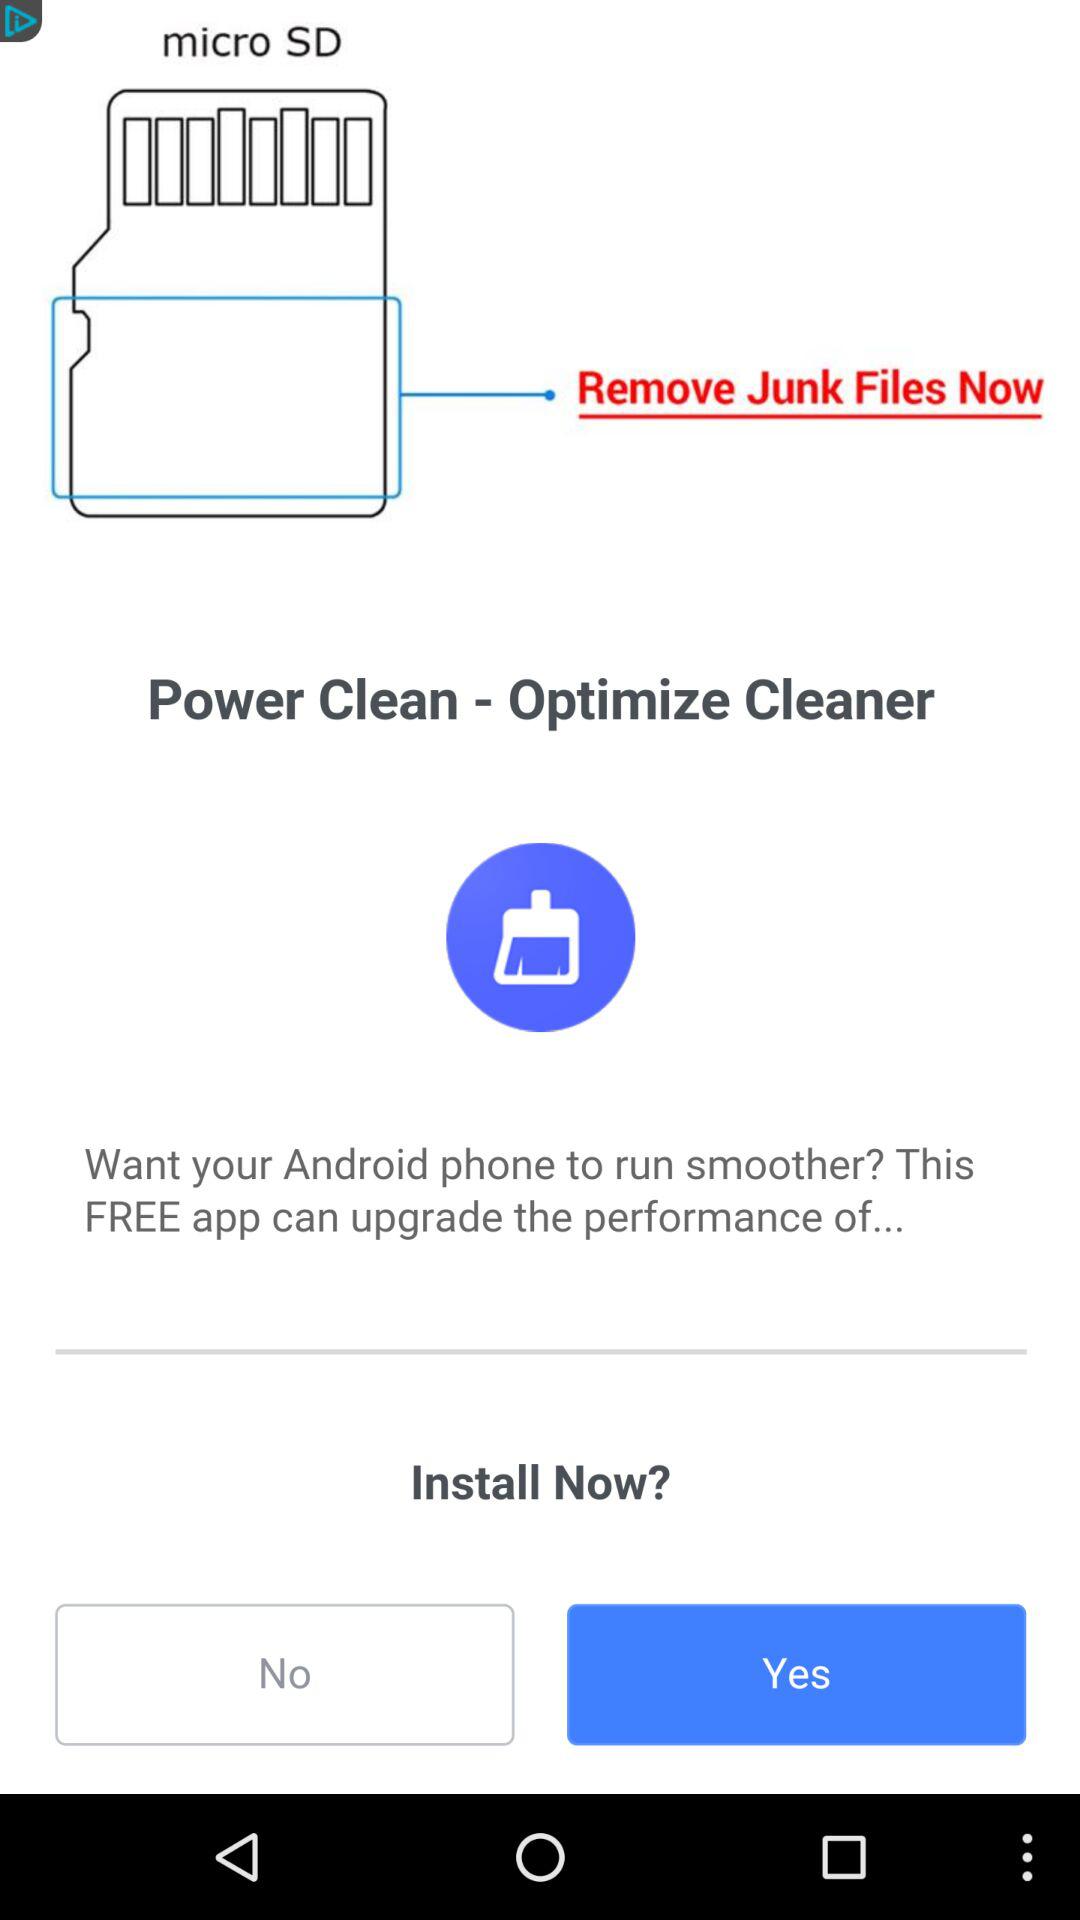 micro SD
Remove Junk Files Now
Power Clean - Optimize Cleaner
Want your Android phone to run smoother? This
FREE app can upgrade the performance of...
Install Now?
No
Yes